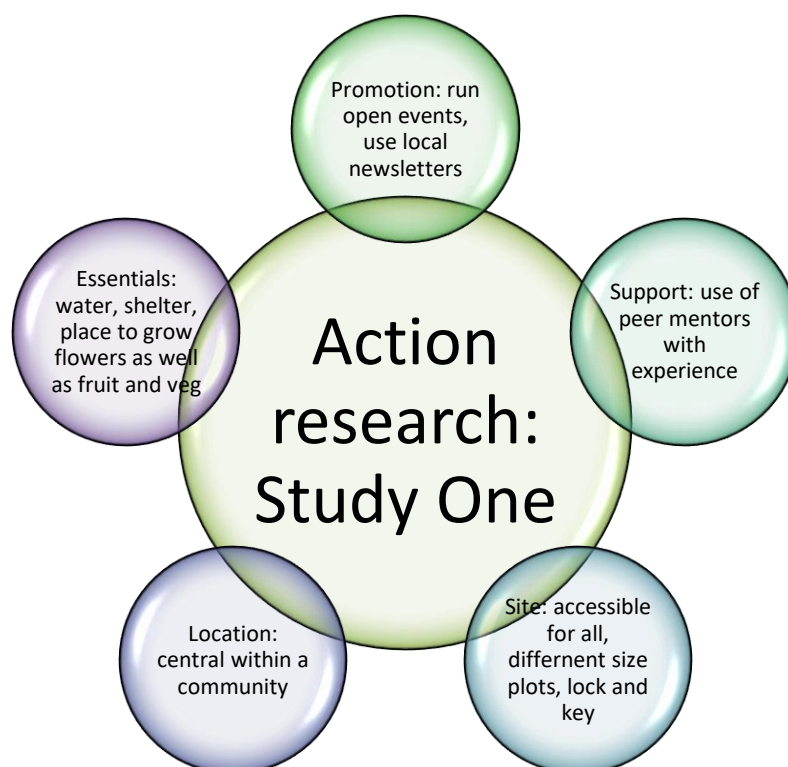 Promotion: run
open events,
use local
newsletters
Essentials:
water, shelter,
place to grow
flowers as well
as fruit and veg
Support: use of
peer mentors
with
experience
Action
research:
Study One
Location:
central within a
community
Site: accessible
for all,
differnent size
plots, lock and
key